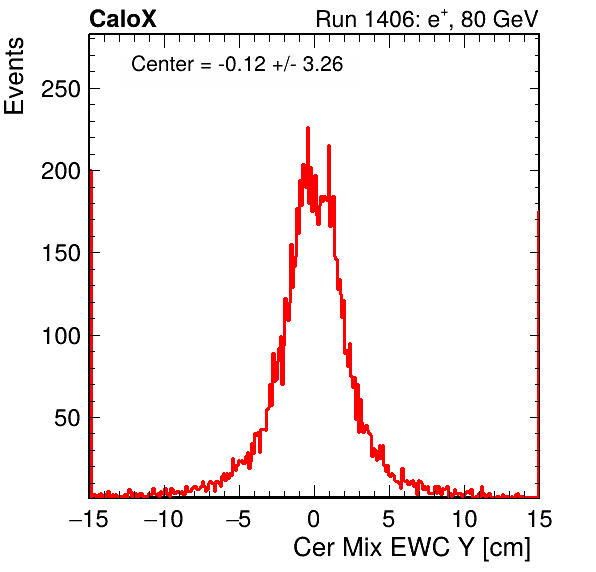 CaloX Run 1406: e⁺, 80 GeV
Center = -0.12 +/- 3.26
Events
250
200
150
100
50
−15 −10 −5 0 5 10 15
Cer Mix EWC Y [cm]